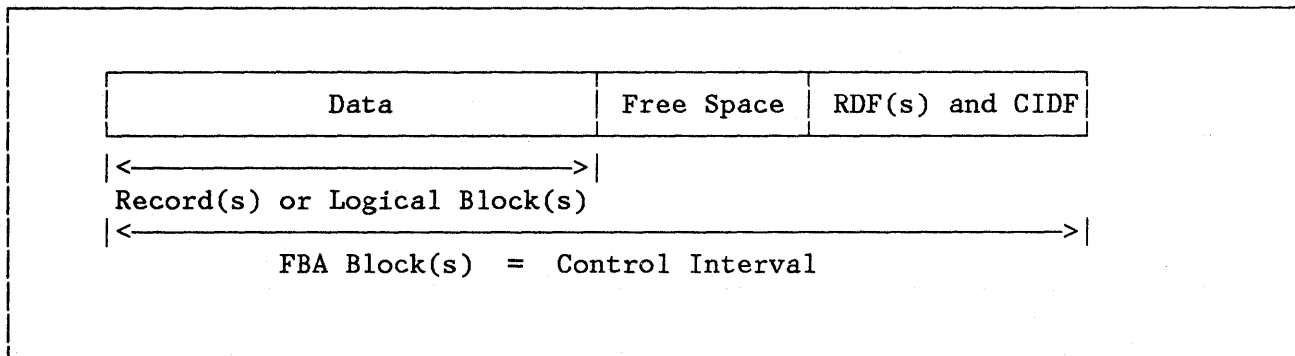 Data Free Space RDF(s) and CIDF
Record(s) or Logical Block(s)
FBA Block(s) = Control Interval